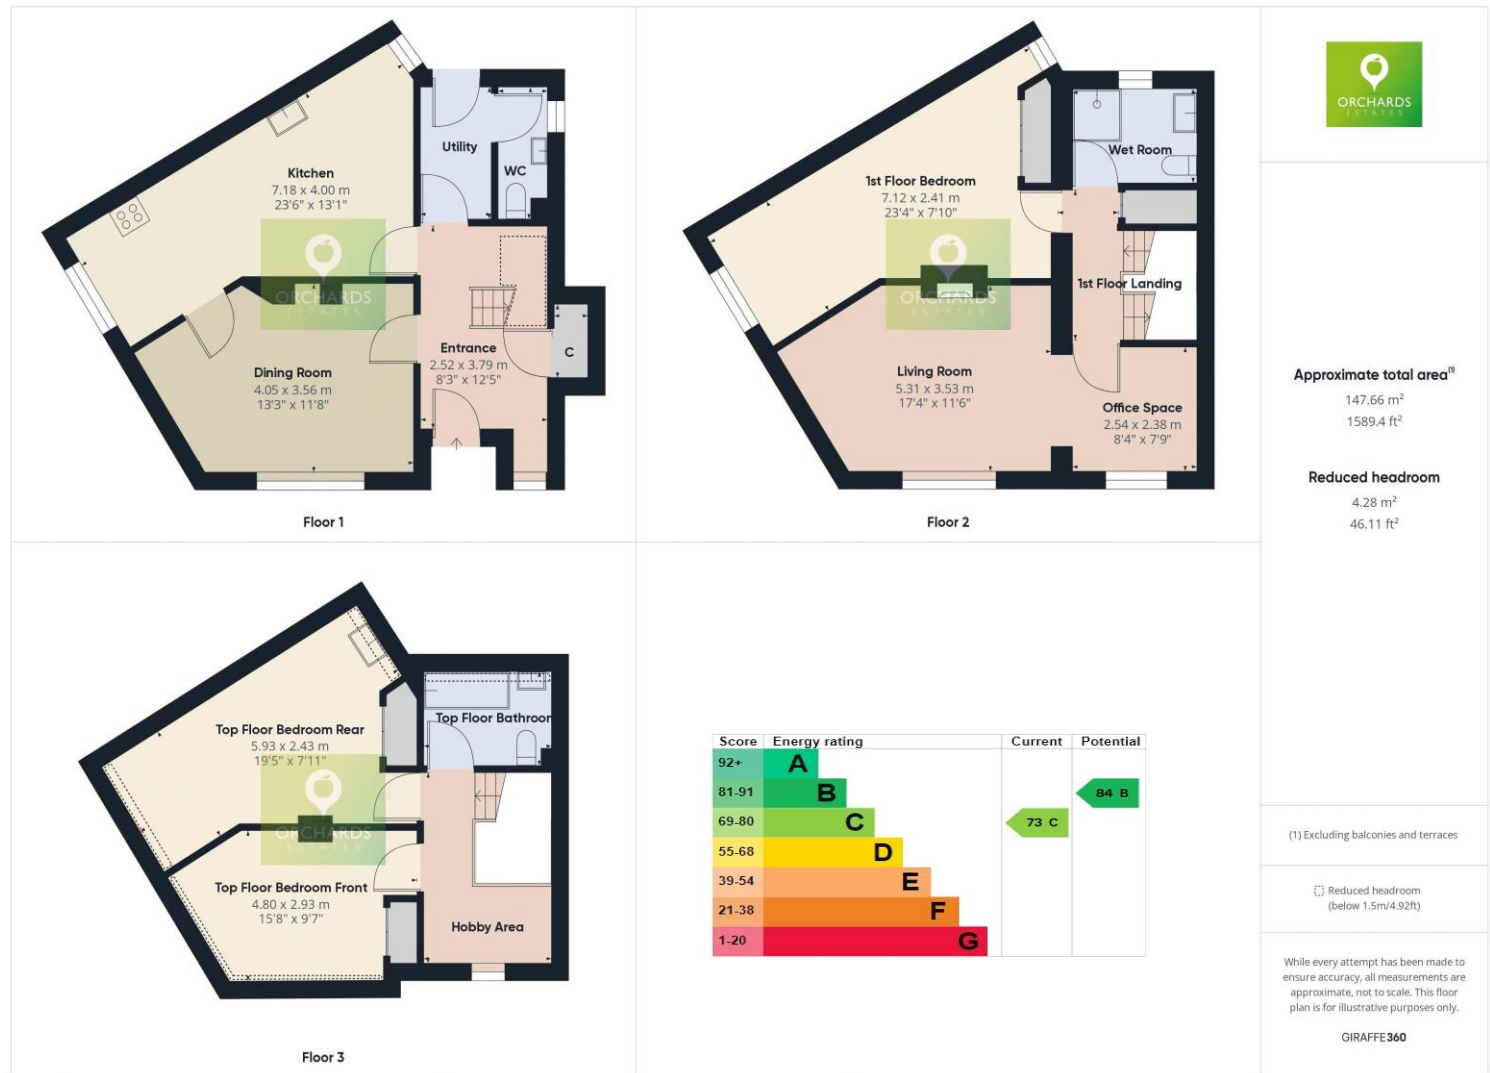 Kitchen
7.18 x 4.00 m
23'6" x 13'1"
Utility
WC
ORCHARDS
ESTATES
Dining Room
4.05 x 3.56 m
13'3" x 11'8"
Entrance
2.52 x 3.79 m
8'3" x 12'5"
C
Floor 1
1st Floor Bedroom
7.12 x 2.41 m
23'4" x 7'10"
Wet Room
1st Floor Landing
ORCHARDS
ESTATES
Living Room
5.31 x 3.53 m
17'4" x 11'6"
Office Space
2.54 x 2.38 m
8'4" x 7'9"
Floor 2
ORCHARDS
ESTATES
Approximate total area(1)
147.66 m²
1589.4 ft²
Reduced headroom
4.28 m²
46.11 ft²
Top Floor Bedroom Rear
5.93 x 2.43 m
19'5" x 7'11"
Top Floor Bathroom
ORCHARDS
ESTATES
Top Floor Bedroom Front
4.80 x 2.93 m
15'8" x 9'7"
Hobby Area
Floor 3
Score Energy rating Current Potential
92+ A
81-91 B 84 B
69-80 C 73 C
55-68 D
39-54 E
21-38 F
1-20 G
(1) Excluding balconies and terraces
Reduced headroom
(below 1.5m/4.92ft)
While every attempt has been made to
ensure accuracy, all measurements are
approximate, not to scale. This floor
plan is for illustrative purposes only.
GIRAFFE360